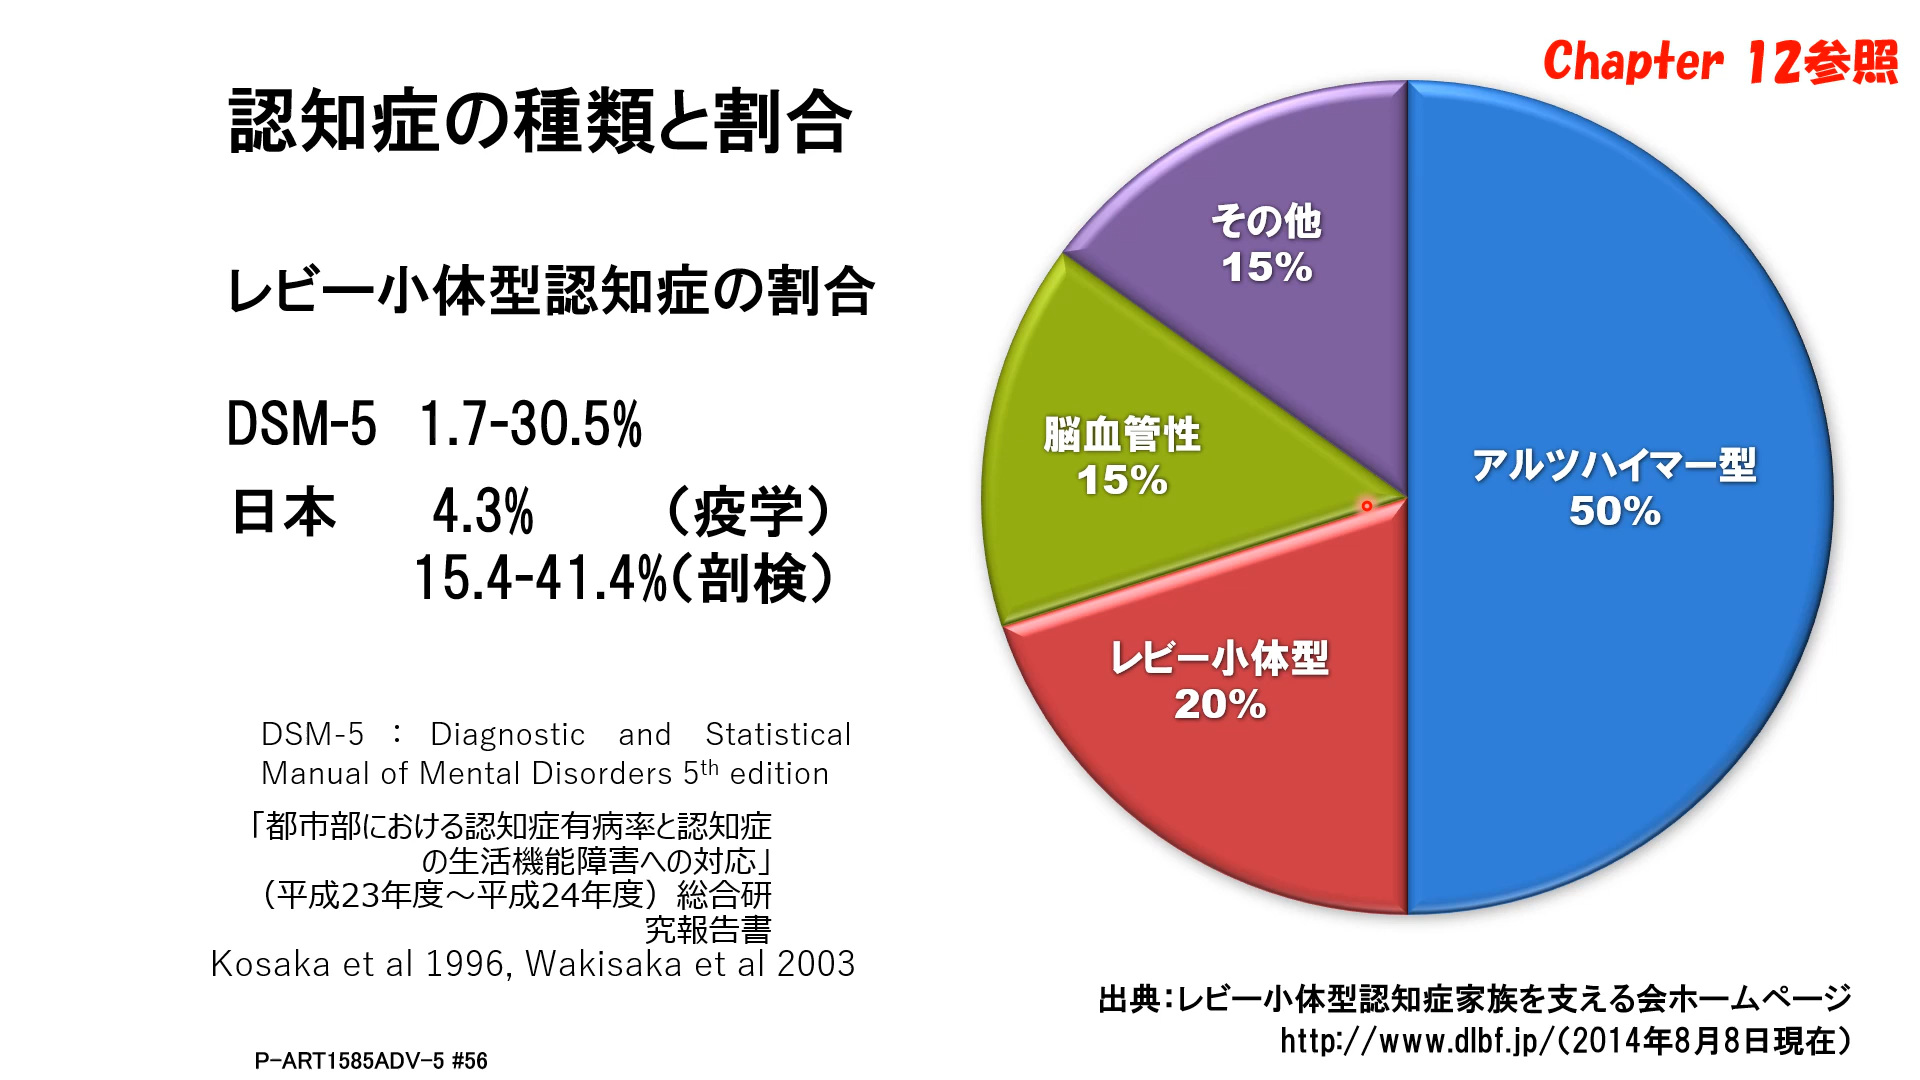 Chapter 12参照
認知症の種類と割合
レビー小体型認知症の割合
DSM-5 1.7-30.5%
日本 4.3% （疫学）
15.4-41.4%（剖検）
DSM-5 : Diagnostic and Statistical
Manual of Mental Disorders 5th edition
「都市部における認知症有病率と認知症
の生活機能障害への対応」
（平成23年度～平成24年度）総合研
究報告書
Kosaka et al 1996, Wakisaka et al 2003
P-ART1585ADV-5 #56
その他
15%
脳血管性
15%
アルツハイマー型
50%
レビー小体型
20%
出典：レビー小体型認知症家族を支える会ホームページ
http://www.dlbf.jp/（2014年8月8日現在）